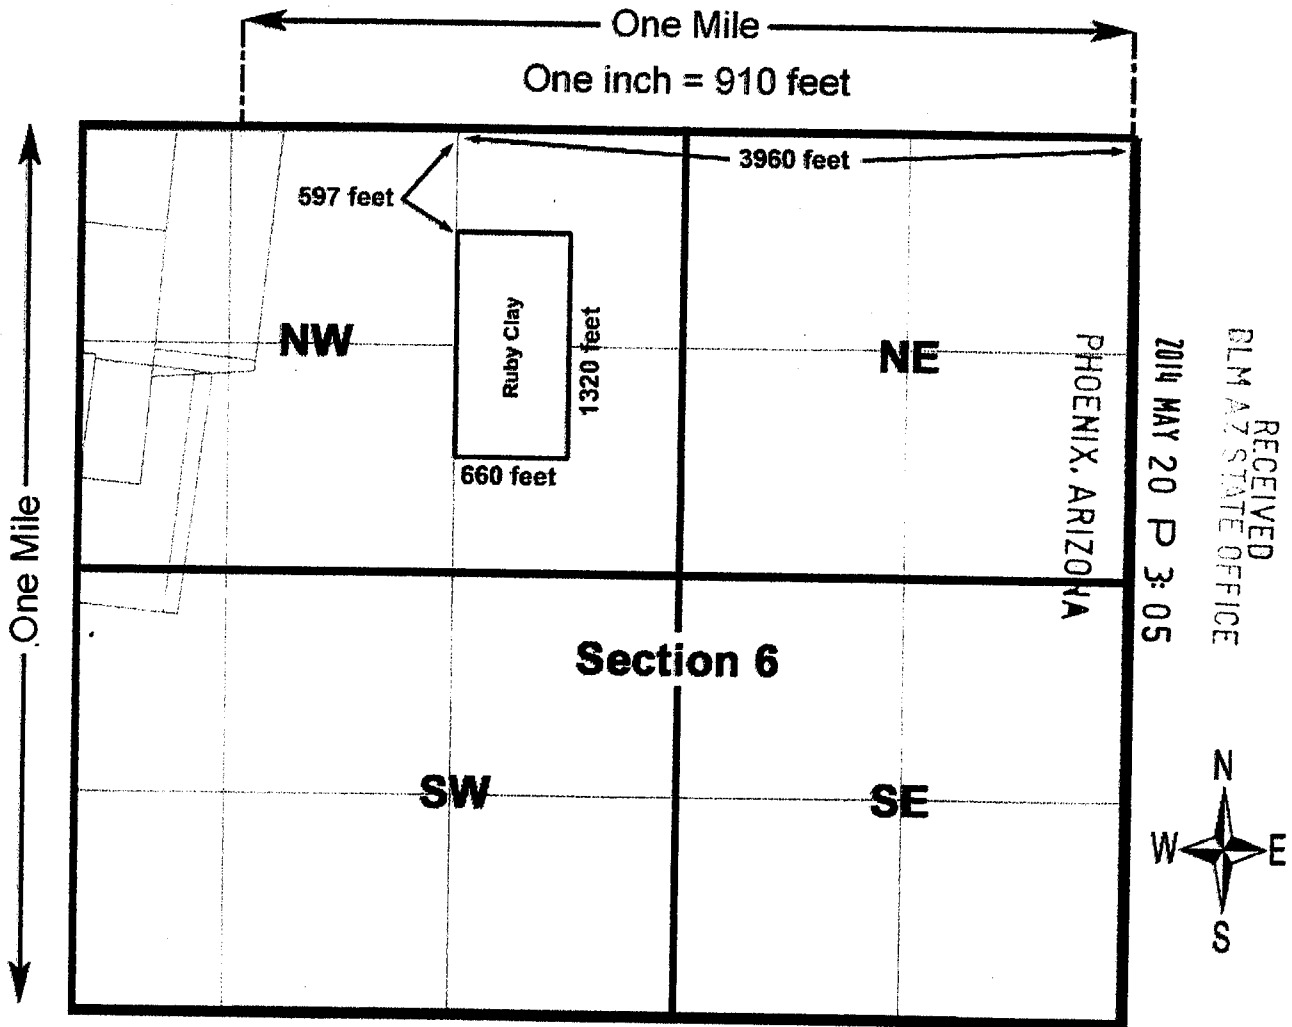 One Mile
One inch = 910 feet
3960 feet
597 feet
NW
Ruby Clay
1320 feet
NE
660 feet
One Mile
Section 6
SW
SE
RECEIVED
BLM AZ STATE OFFICE
2014 MAY 20 P 3:05
PHOENIX, ARIZONA
N
W
E
S